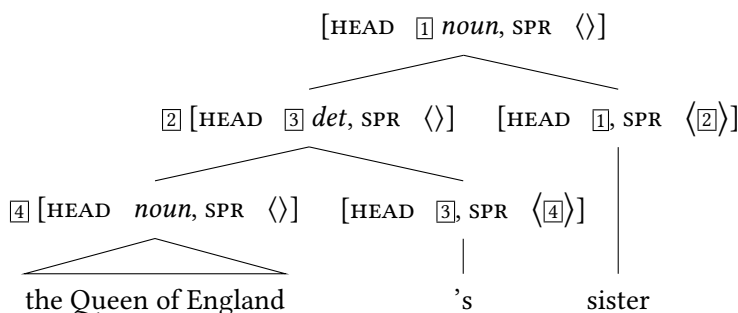 [HEAD 1 noun, SPR ⟨⟩]
2 [HEAD 3 det, SPR ⟨⟩] [HEAD 1, SPR ⟨2⟩]
4 [HEAD noun, SPR ⟨⟩] [HEAD 3, SPR ⟨4⟩]
the Queen of England 's sister